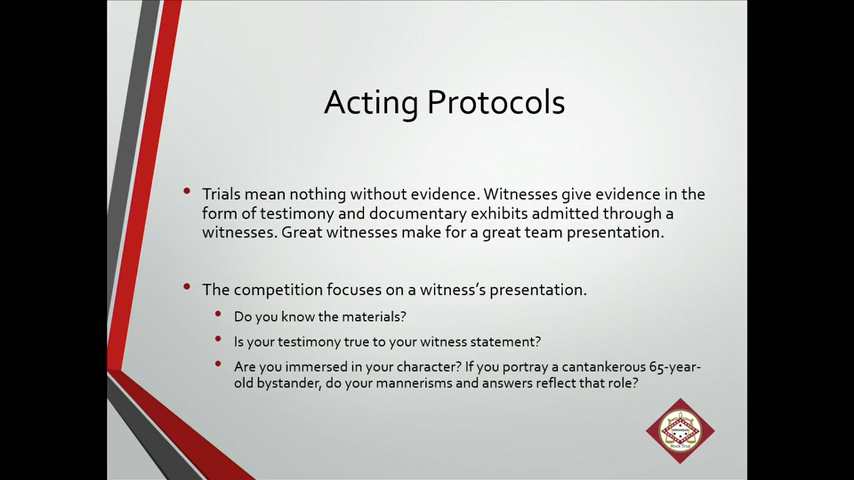 Acting Protocols
• Trials mean nothing without evidence. Witnesses give evidence in the
form of testimony and documentary exhibits admitted through a
witnesses. Great witnesses make for a great team presentation.
• The competition focuses on a witness's presentation.
• Do you know the materials?
• Is your testimony true to your witness statement?
• Are you immersed in your character? If you portray a cantankerous 65-year-
old bystander, do your mannerisms and answers reflect that role?
ARKANSAS
Mock Trial